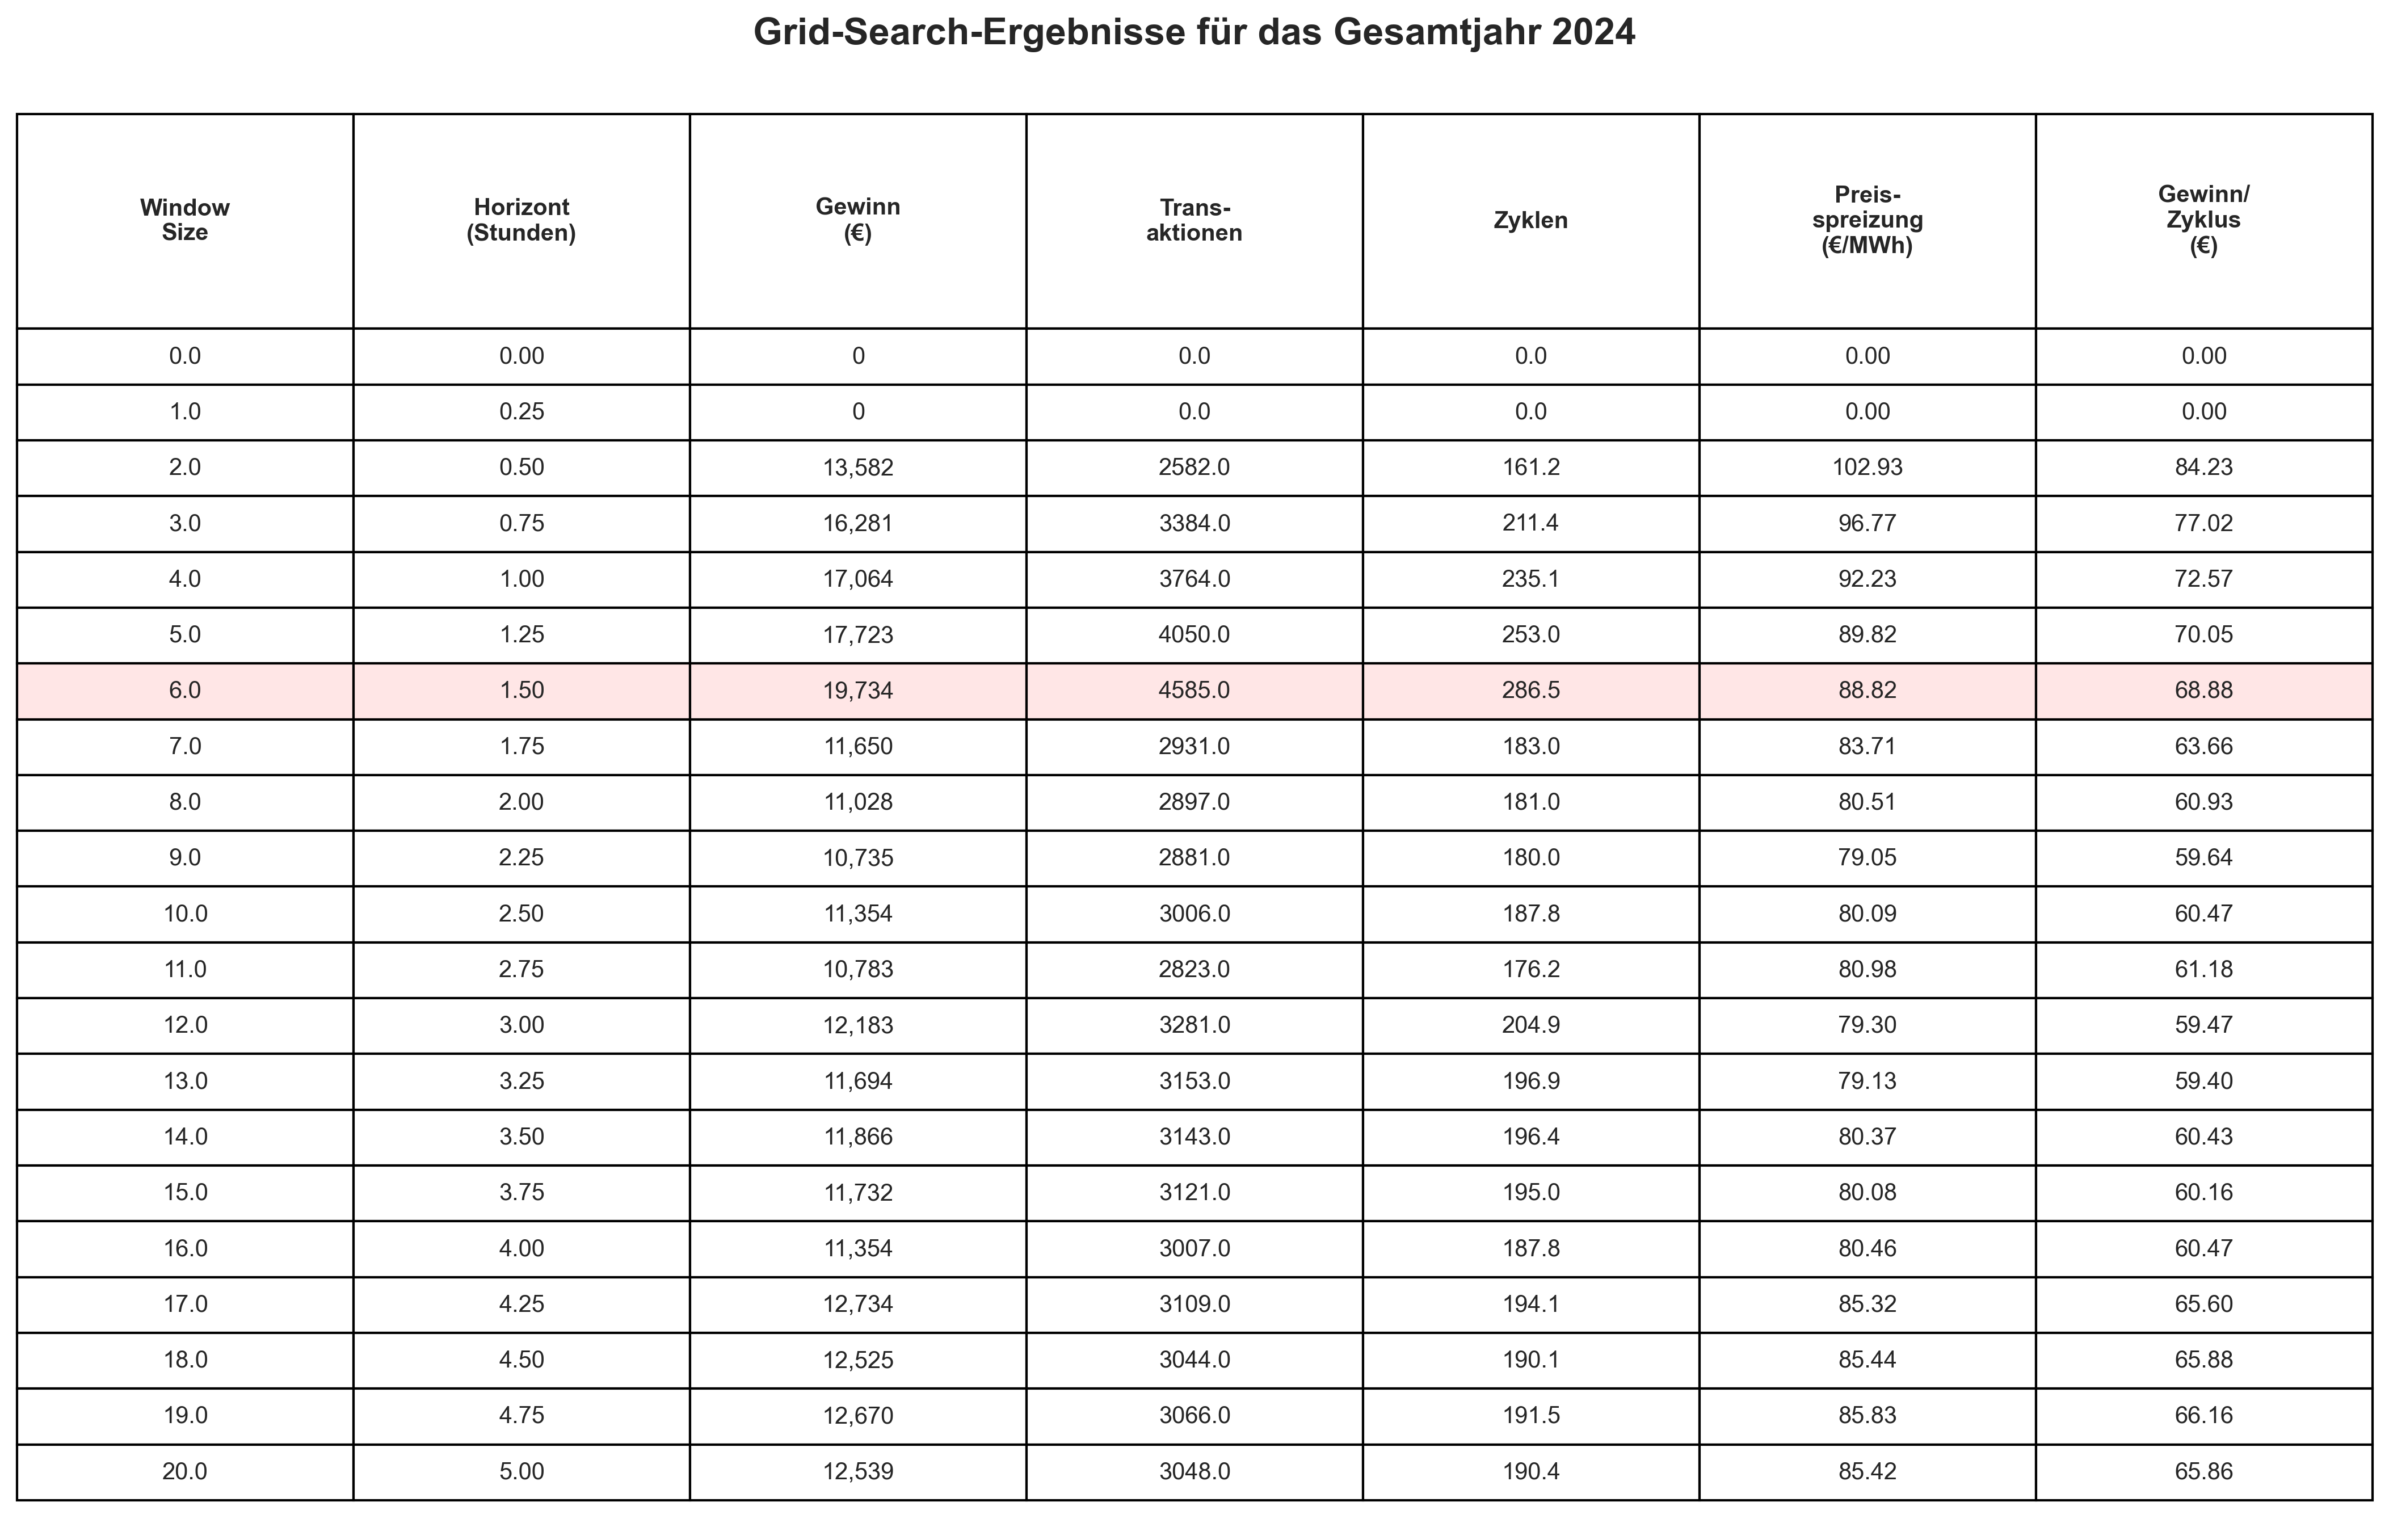 Grid-Search-Ergebnisse für das Gesamtjahr 2024
Window Size | Horizont (Stunden) | Gewinn (€) | Trans-aktionen | Zyklen | Preis-spreizung (€/MWh) | Gewinn/Zyklus (€)
0.0 | 0.00 | 0 | 0.0 | 0.0 | 0.00 | 0.00
1.0 | 0.25 | 0 | 0.0 | 0.0 | 0.00 | 0.00
2.0 | 0.50 | 13,582 | 2582.0 | 161.2 | 102.93 | 84.23
3.0 | 0.75 | 16,281 | 3384.0 | 211.4 | 96.77 | 77.02
4.0 | 1.00 | 17,064 | 3764.0 | 235.1 | 92.23 | 72.57
5.0 | 1.25 | 17,723 | 4050.0 | 253.0 | 89.82 | 70.05
6.0 | 1.50 | 19,734 | 4585.0 | 286.5 | 88.82 | 68.88
7.0 | 1.75 | 11,650 | 2931.0 | 183.0 | 83.71 | 63.66
8.0 | 2.00 | 11,028 | 2897.0 | 181.0 | 80.51 | 60.93
9.0 | 2.25 | 10,735 | 2881.0 | 180.0 | 79.05 | 59.64
10.0 | 2.50 | 11,354 | 3006.0 | 187.8 | 80.09 | 60.47
11.0 | 2.75 | 10,783 | 2823.0 | 176.2 | 80.98 | 61.18
12.0 | 3.00 | 12,183 | 3281.0 | 204.9 | 79.30 | 59.47
13.0 | 3.25 | 11,694 | 3153.0 | 196.9 | 79.13 | 59.40
14.0 | 3.50 | 11,866 | 3143.0 | 196.4 | 80.37 | 60.43
15.0 | 3.75 | 11,732 | 3121.0 | 195.0 | 80.08 | 60.16
16.0 | 4.00 | 11,354 | 3007.0 | 187.8 | 80.46 | 60.47
17.0 | 4.25 | 12,734 | 3109.0 | 194.1 | 85.32 | 65.60
18.0 | 4.50 | 12,525 | 3044.0 | 190.1 | 85.44 | 65.88
19.0 | 4.75 | 12,670 | 3066.0 | 191.5 | 85.83 | 66.16
20.0 | 5.00 | 12,539 | 3048.0 | 190.4 | 85.42 | 65.86